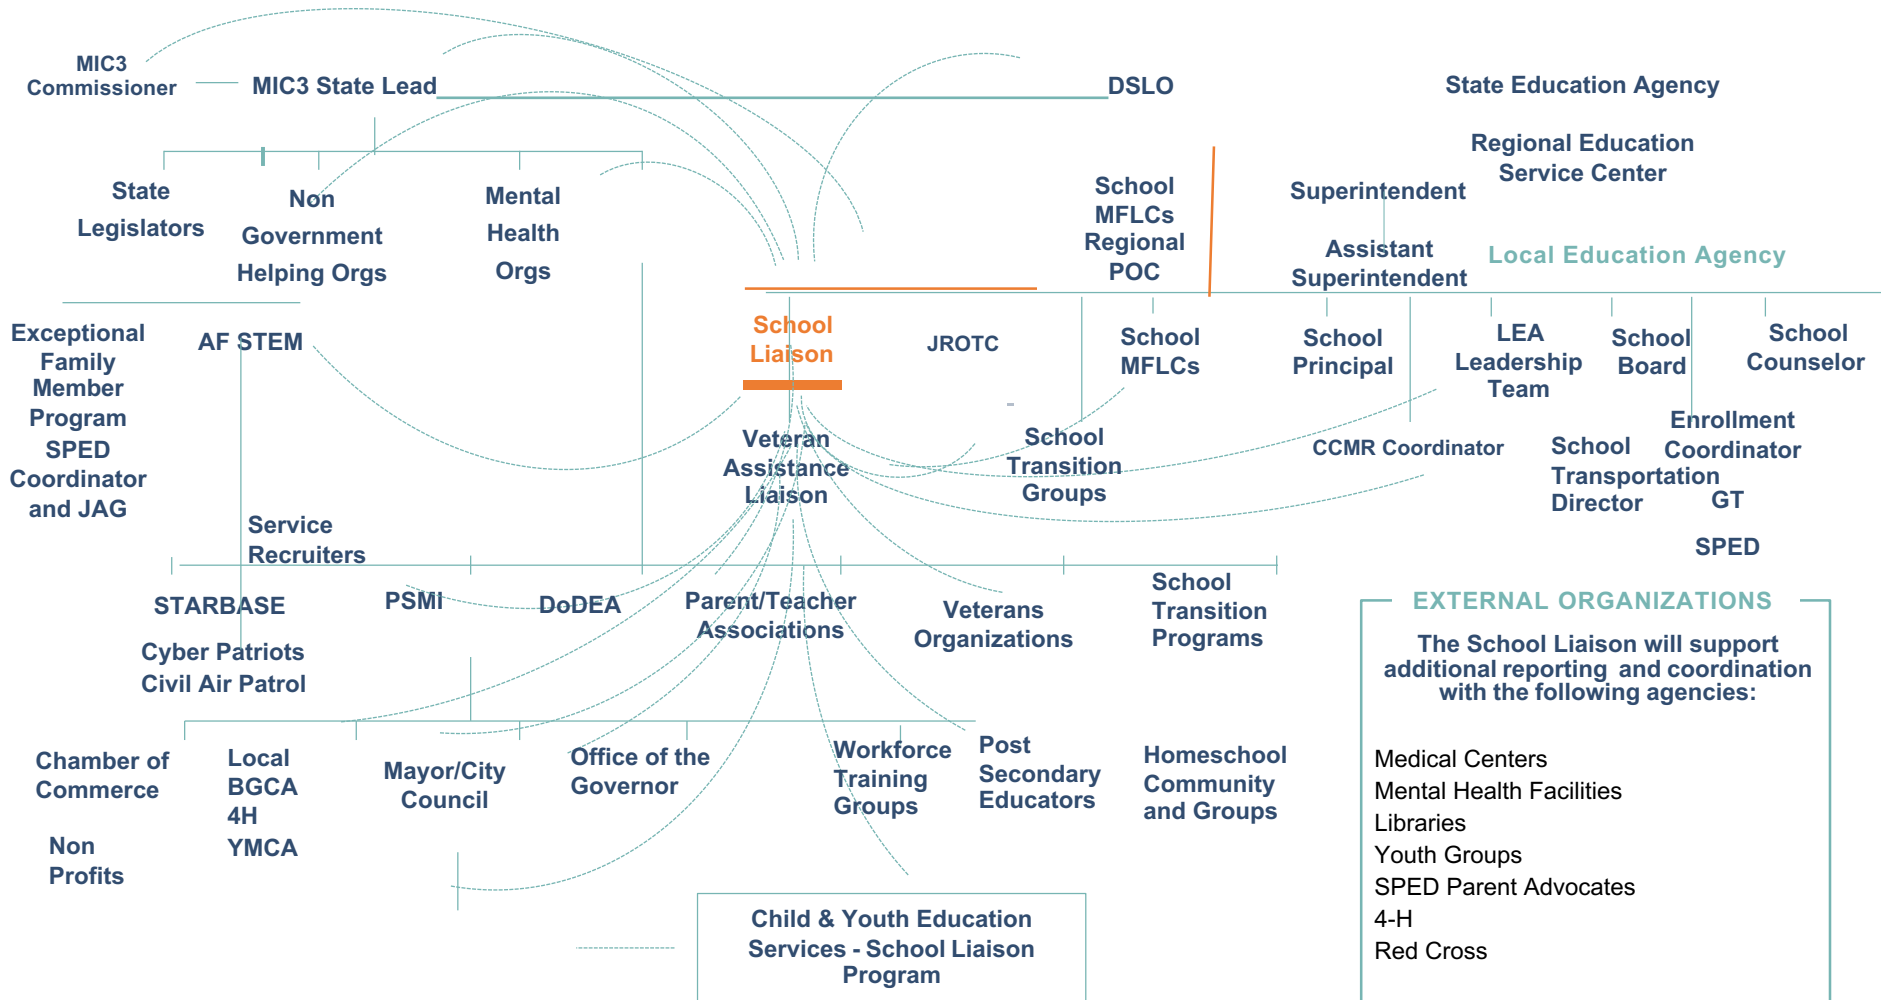 MIC3
Commissioner
MIC3 State Lead
DSLO
State Education Agency
Regional Education
Service Center
State
Legislators
Non
Government
Helping Orgs
Mental
Health
Orgs
School
MFLCs
Regional
POC
Superintendent
Assistant
Superintendent
Local Education Agency
Exceptional
Family
Member
Program
SPED
Coordinator
and JAG
AF STEM
School
Liaison
JROTC
School
MFLCs
School
Principal
LEA
Leadership
Team
School
Board
School
Counselor
Veteran
Assistance
Liaison
School
Transition
Groups
CCMR Coordinator
School
Transportation
Director
Enrollment
Coordinator
GT
SPED
Service
Recruiters
STARBASE
Cyber Patriots
Civil Air Patrol
PSMI
DoDEA
Parent/Teacher
Associations
Veterans
Organizations
School
Transition
Programs
Chamber of
Commerce
Non
Profits
Local
BGCA
4H
YMCA
Mayor/City
Council
Office of the
Governor
Workforce
Training
Groups
Post
Secondary
Educators
Homeschool
Community
and Groups
EXTERNAL ORGANIZATIONS
The School Liaison will support
additional reporting and coordination
with the following agencies:
Medical Centers
Mental Health Facilities
Libraries
Youth Groups
SPED Parent Advocates
4-H
Red Cross
Child & Youth Education
Services - School Liaison
Program